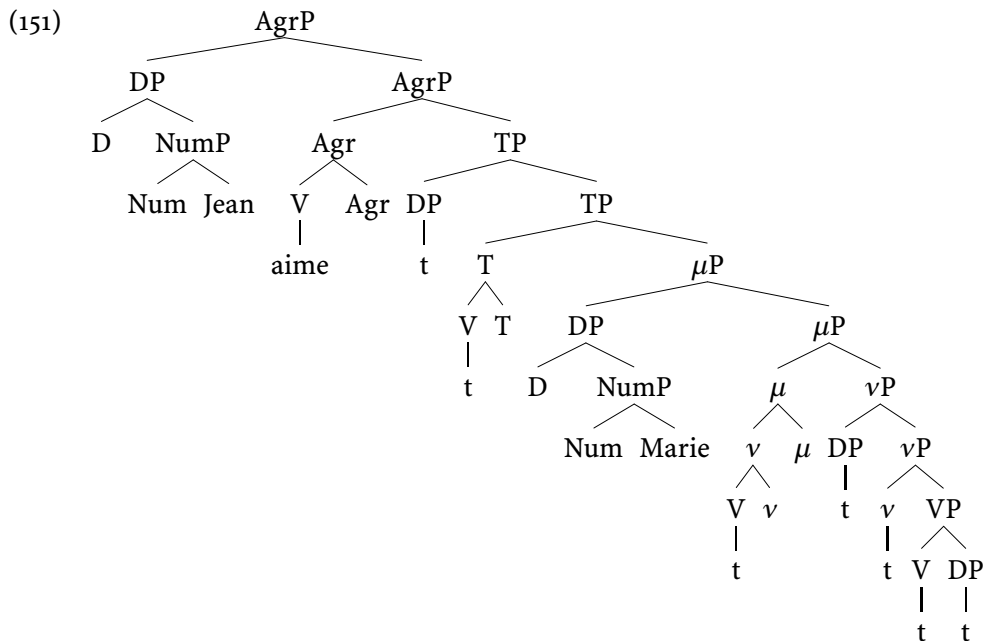 (151) AgrP
DP AgrP
D NumP Agr TP
Num Jean V Agr DP TP
aime t T μP
V T DP μP
t D NumP μ νP
Num Marie ν μ DP νP
V ν t ν VP
t t V DP
t t